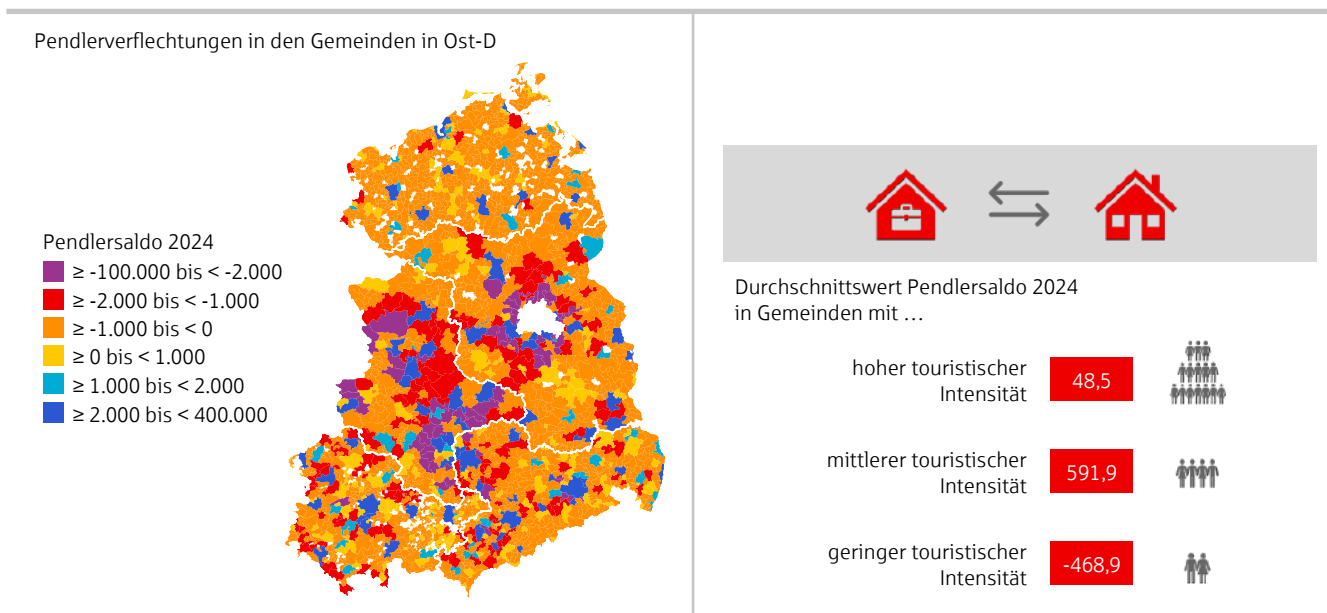 Pendlerverflechtungen in den Gemeinden in Ost-D
Pendlersaldo 2024
≥ -100.000 bis < -2.000
≥ -2.000 bis < -1.000
≥ -1.000 bis < 0
≥ 0 bis < 1.000
≥ 1.000 bis < 2.000
≥ 2.000 bis < 400.000
Durchschnittswert Pendlersaldo 2024
in Gemeinden mit …
hoher touristischer
Intensität
48,5
mittlerer touristischer
Intensität
591,9
geringer touristischer
Intensität
-468,9